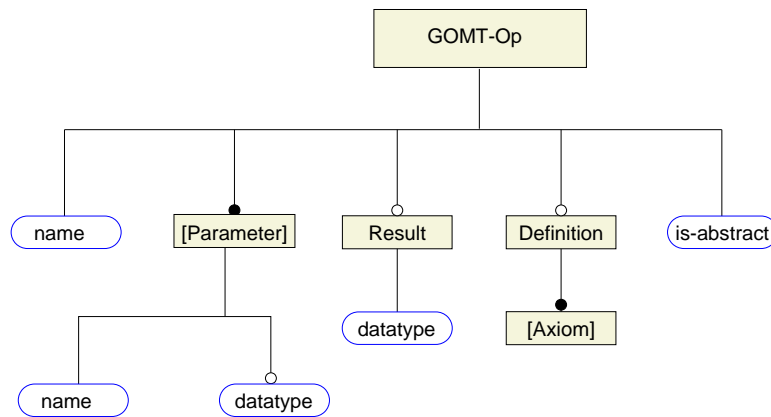 GOMT-Op
name
[Parameter]
Result
Definition
is-abstract
datatype
[Axiom]
name
datatype